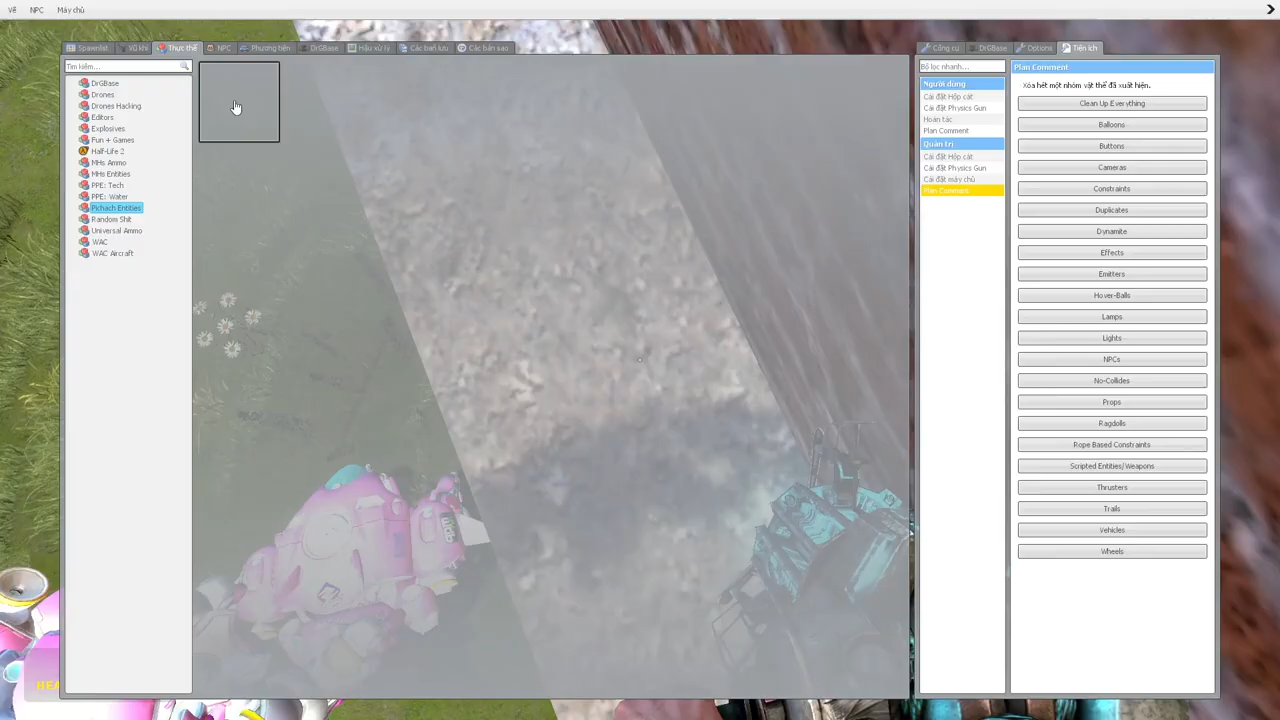 Vẽ NPC Máy chủ
Spawnlist Vũ khí Thực thể NPC Phương tiện DrGBase Hậu xử lý Các bạn lưu Các bản sao
Tìm kiếm...
DrGBase
Drones
Drones Hacking
Editors
Explosives
Fun + Games
Half-Life 2
MHs Ammo
MHs Entities
PPE: Tech
PPE: Water
Pichach Entities
Random Shit
Universal Ammo
WAC
WAC Aircraft
Công cụ DrGBase Options Tiện ích
Bộ lọc nhanh...
Người dùng
Cài đặt Hộp cát
Cài đặt Physics Gun
Hoàn tác
Plan Comment
Quản trị
Cài đặt Hộp cát
Cài đặt Physics Gun
Cài đặt máy chủ
Plan Comment
Plan Comment
Xóa hết một nhóm vật thể đã xuất hiện.
Clean Up Everything
Balloons
Buttons
Cameras
Constraints
Duplicates
Dynamite
Effects
Emitters
Hover-Balls
Lamps
Lights
NPCs
No-Collides
Props
Ragdolls
Rope Based Constraints
Scripted Entities/Weapons
Thrusters
Trails
Vehicles
Wheels